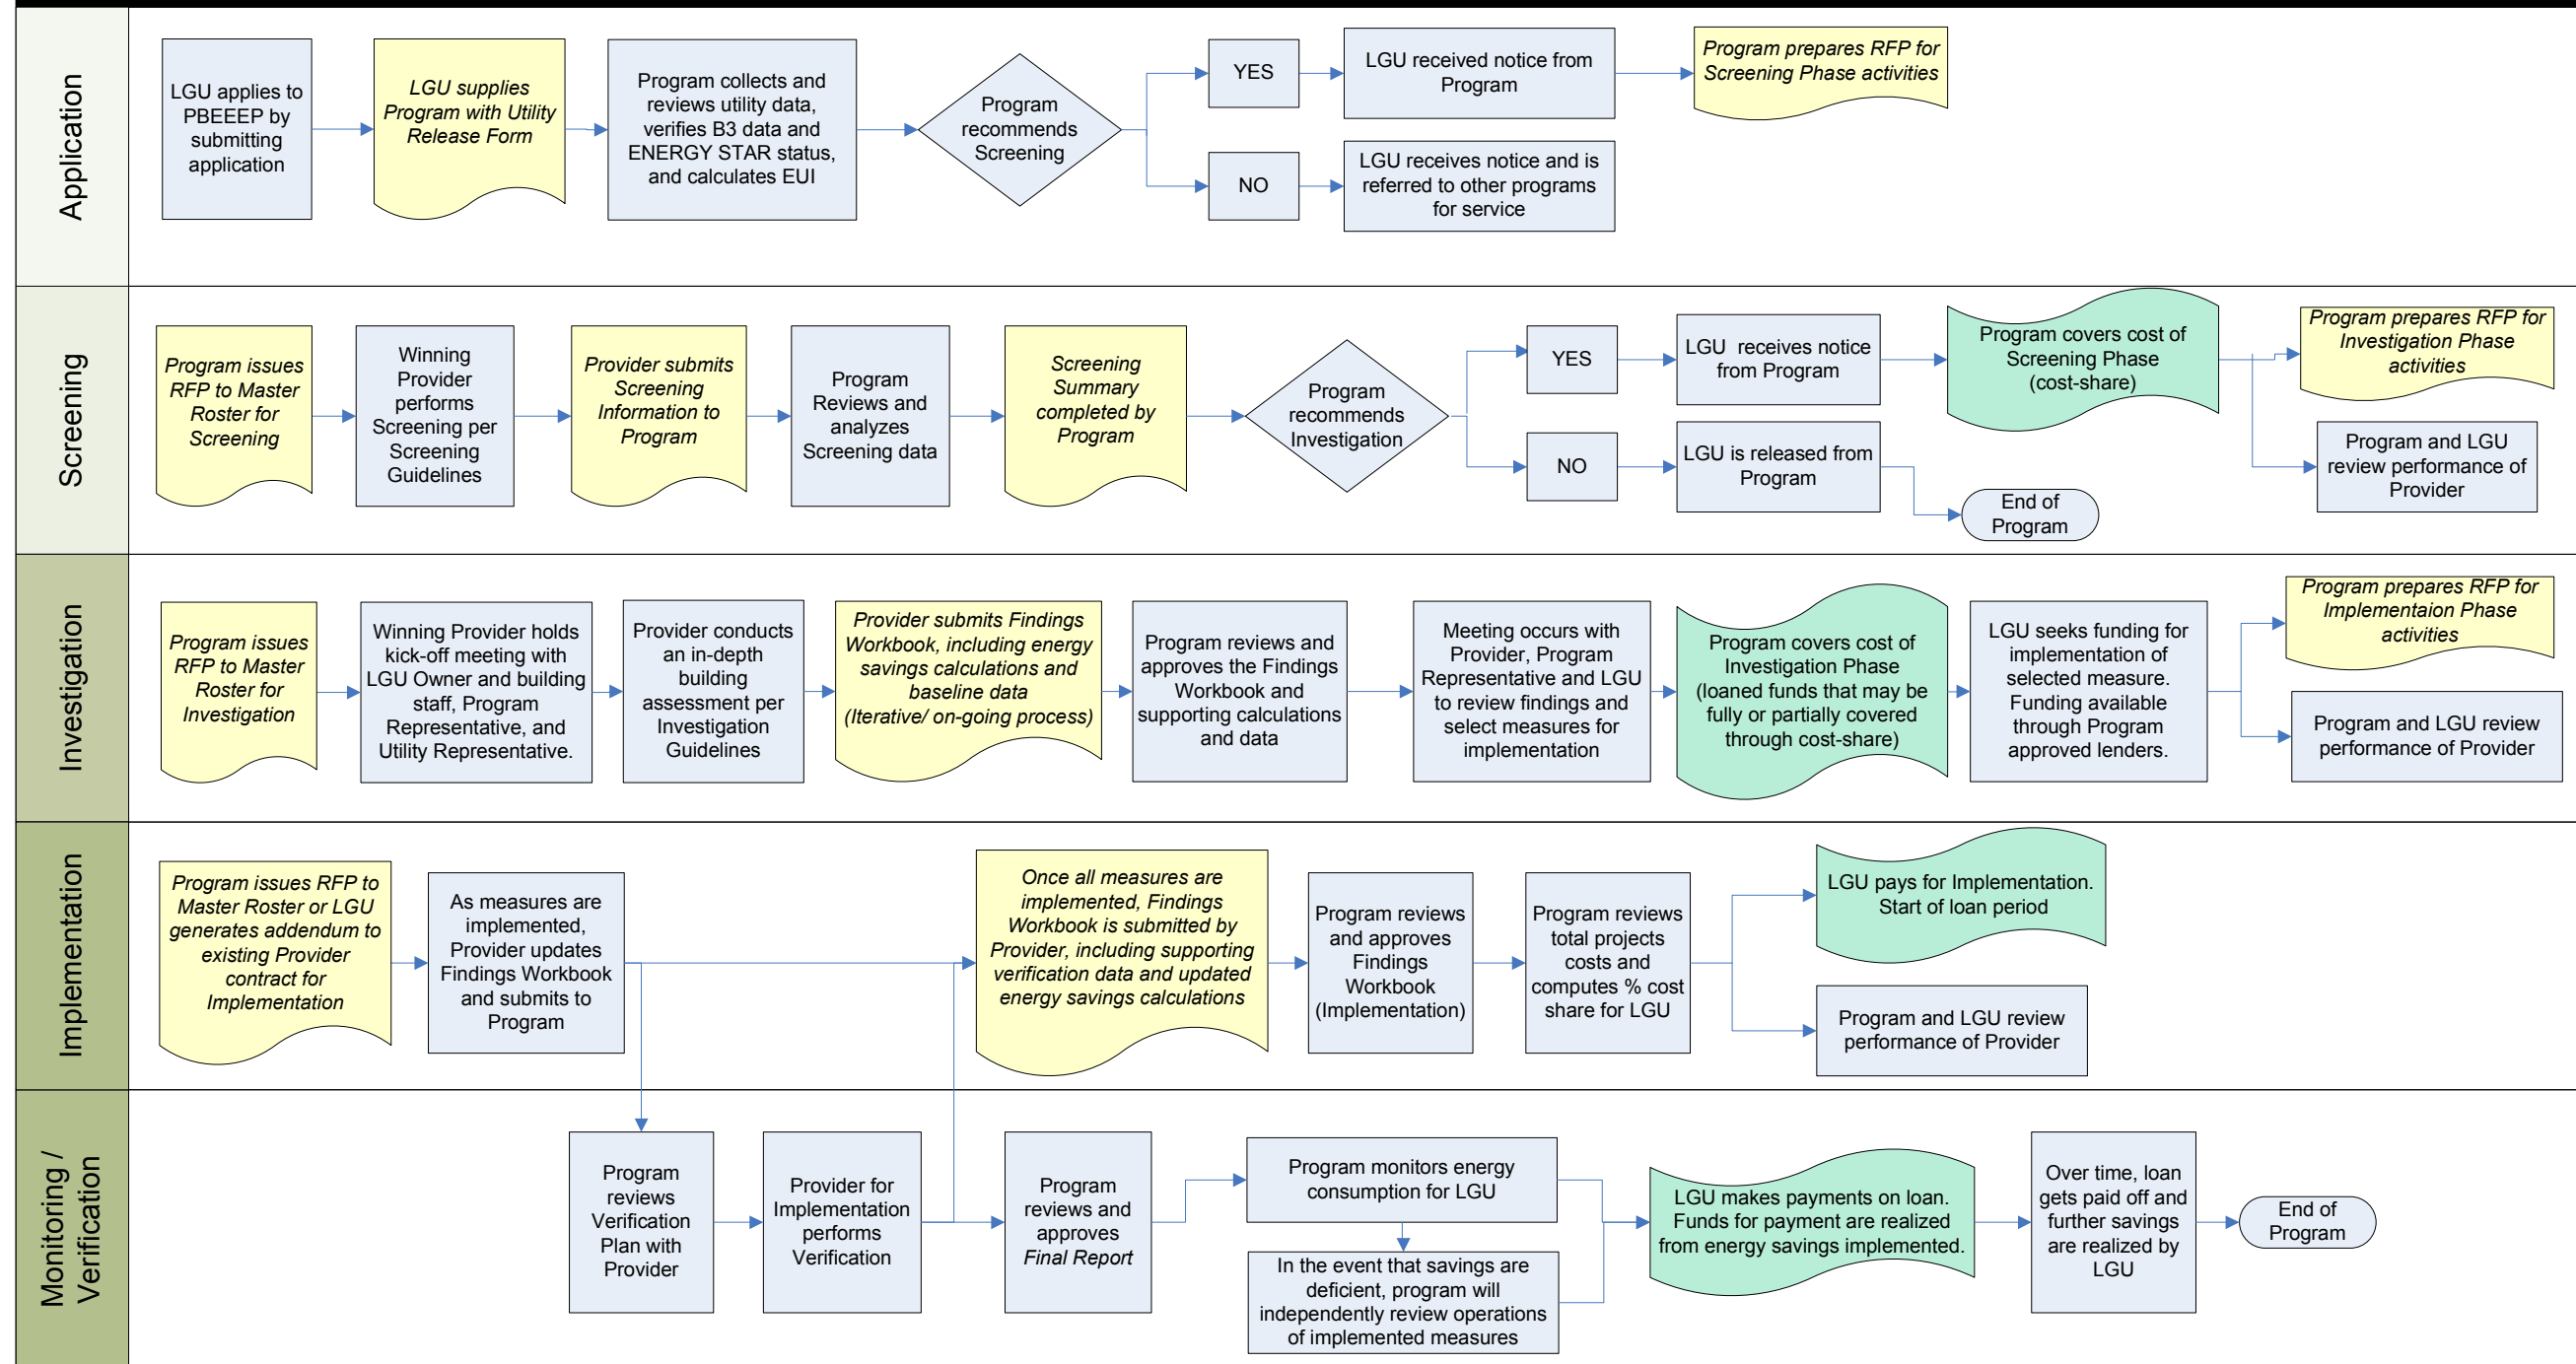 Application
LGU applies to
PBEEEP by
submitting
application
LGU supplies
Program with Utility
Release Form
Program collects and
reviews utility data,
verifies B3 data and
ENERGY STAR status,
and calculates EUI
Program
recommends
Screening
YES
LGU received notice from
Program
Program prepares RFP for
Screening Phase activities
NO
LGU receives notice and is
referred to other programs
for service
Screening
Program issues
RFP to Master
Roster for
Screening
Winning
Provider
performs
Screening per
Screening
Guidelines
Provider submits
Screening
Information to
Program
Program
Reviews and
analyzes
Screening data
Screening
Summary
completed by
Program
Program
recommends
Investigation
YES
LGU  receives notice
from Program
Program covers cost of
Screening Phase
(cost-share)
Program prepares RFP for
Investigation Phase
activities
Program and LGU
review performance of
Provider
NO
LGU is released from
Program
End of
Program
Investigation
Program issues
RFP to Master
Roster for
Investigation
Winning Provider holds
kick-off meeting with
LGU Owner and building
staff, Program
Representative, and
Utility Representative.
Provider conducts
an in-depth
building
assessment per
Investigation
Guidelines
Provider submits Findings
Workbook, including energy
savings calculations and
baseline data
(Iterative/ on-going process)
Program reviews and
approves the Findings
Workbook and
supporting calculations
and data
Meeting occurs with
Provider, Program
Representative and LGU
to review findings and
select measures for
implementation
Program covers cost of
Investigation Phase
(loaned funds that may be
fully or partially covered
through cost-share)
LGU seeks funding for
implementation of
selected measure.
Funding available
through Program
approved lenders.
Program prepares RFP for
Implementaion Phase
activities
Program and LGU review
performance of Provider
Implementation
Program issues RFP to
Master Roster or LGU
generates addendum to
existing Provider
contract for
Implementation
As measures are
implemented,
Provider updates
Findings Workbook
and submits to
Program
Once all measures are
implemented, Findings
Workbook is submitted by
Provider, including supporting
verification data and updated
energy savings calculations
Program reviews
and approves
Findings
Workbook
(Implementation)
Program reviews
total projects
costs and
computes % cost
share for LGU
LGU pays for Implementation.
Start of loan period
Program and LGU review
performance of Provider
Monitoring /
Verification
Program
reviews
Verification
Plan with
Provider
Provider for
Implementation
performs
Verification
Program
reviews and
approves
Final Report
Program monitors energy
consumption for LGU
In the event that savings are
deficient, program will
independently review operations
of implemented measures
LGU makes payments on loan.
Funds for payment are realized
from energy savings implemented.
Over time, loan
gets paid off and
further savings
are realized by
LGU
End of
Program